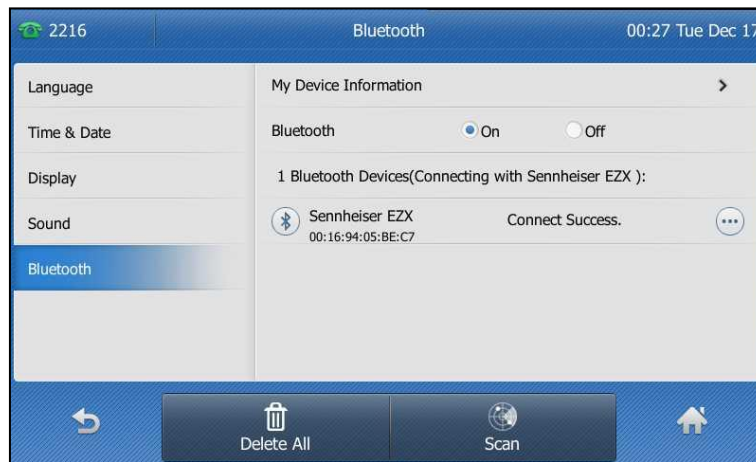 2216 Bluetooth 00:27 Tue Dec 17
Language
Time & Date
Display
Sound
Bluetooth
My Device Information
Bluetooth On Off
1 Bluetooth Devices(Connecting with Sennheiser EZX ):
Sennheiser EZX Connect Success.
00:16:94:05:BE:C7
Delete All Scan